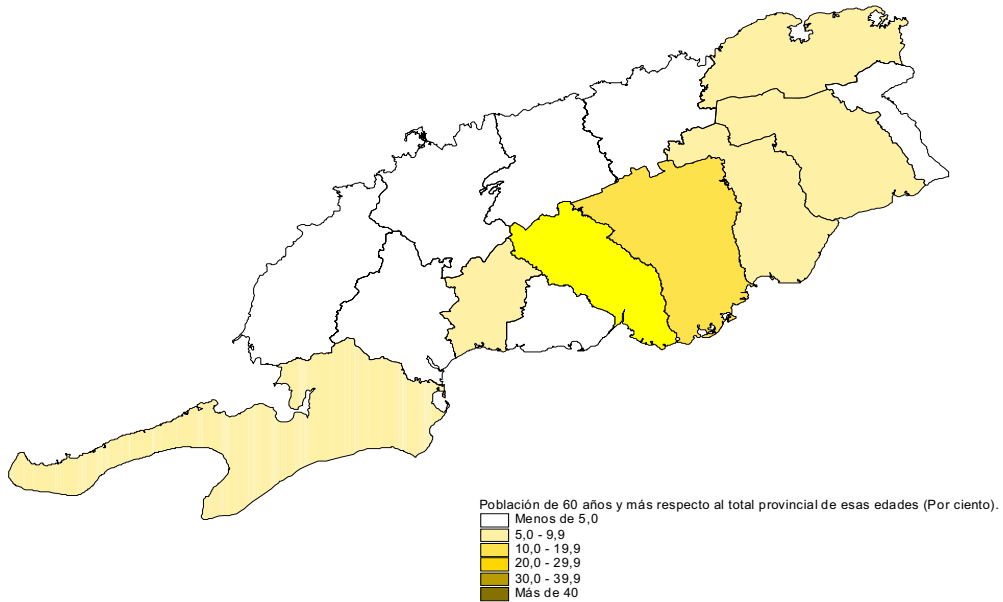 Población de 60 años y más respecto al total provincial de esas edades (Por ciento).
Menos de 5,0
5,0 - 9,9
10,0 - 19,9
20,0 - 29,9
30,0 - 39,9
Más de 40